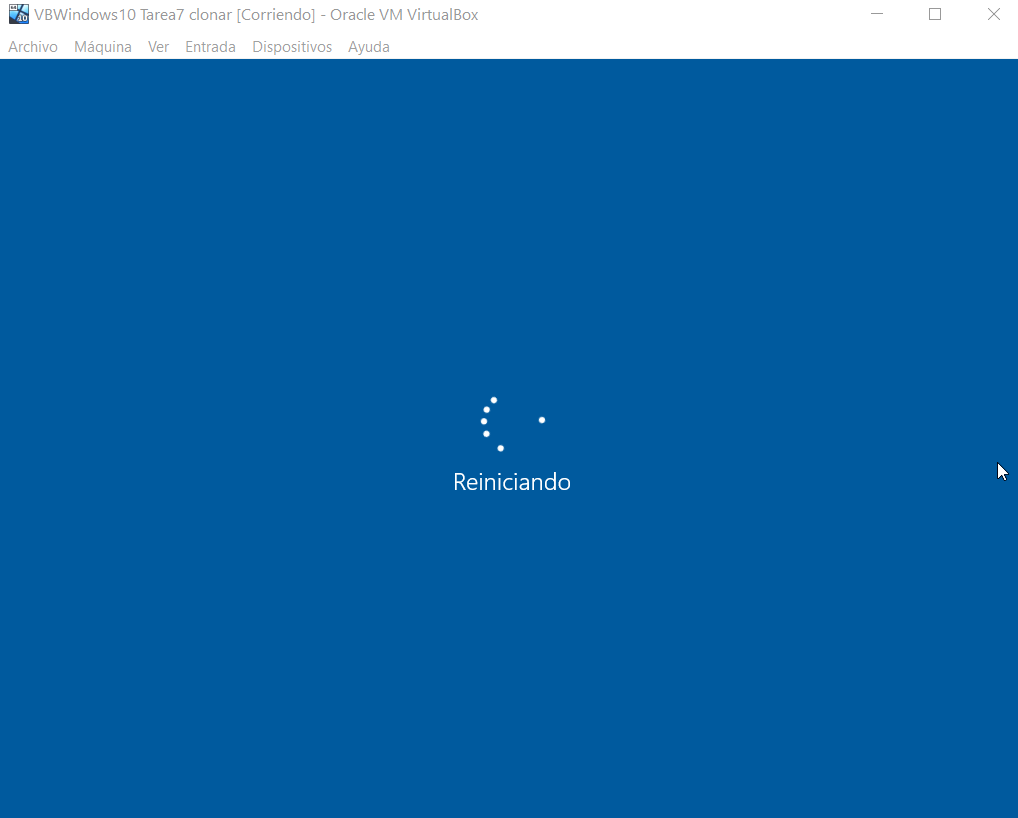 VBWindows10 Tarea7 clonar [Corriendo] - Oracle VM VirtualBox
Archivo Máquina Ver Entrada Dispositivos Ayuda
Reiniciando